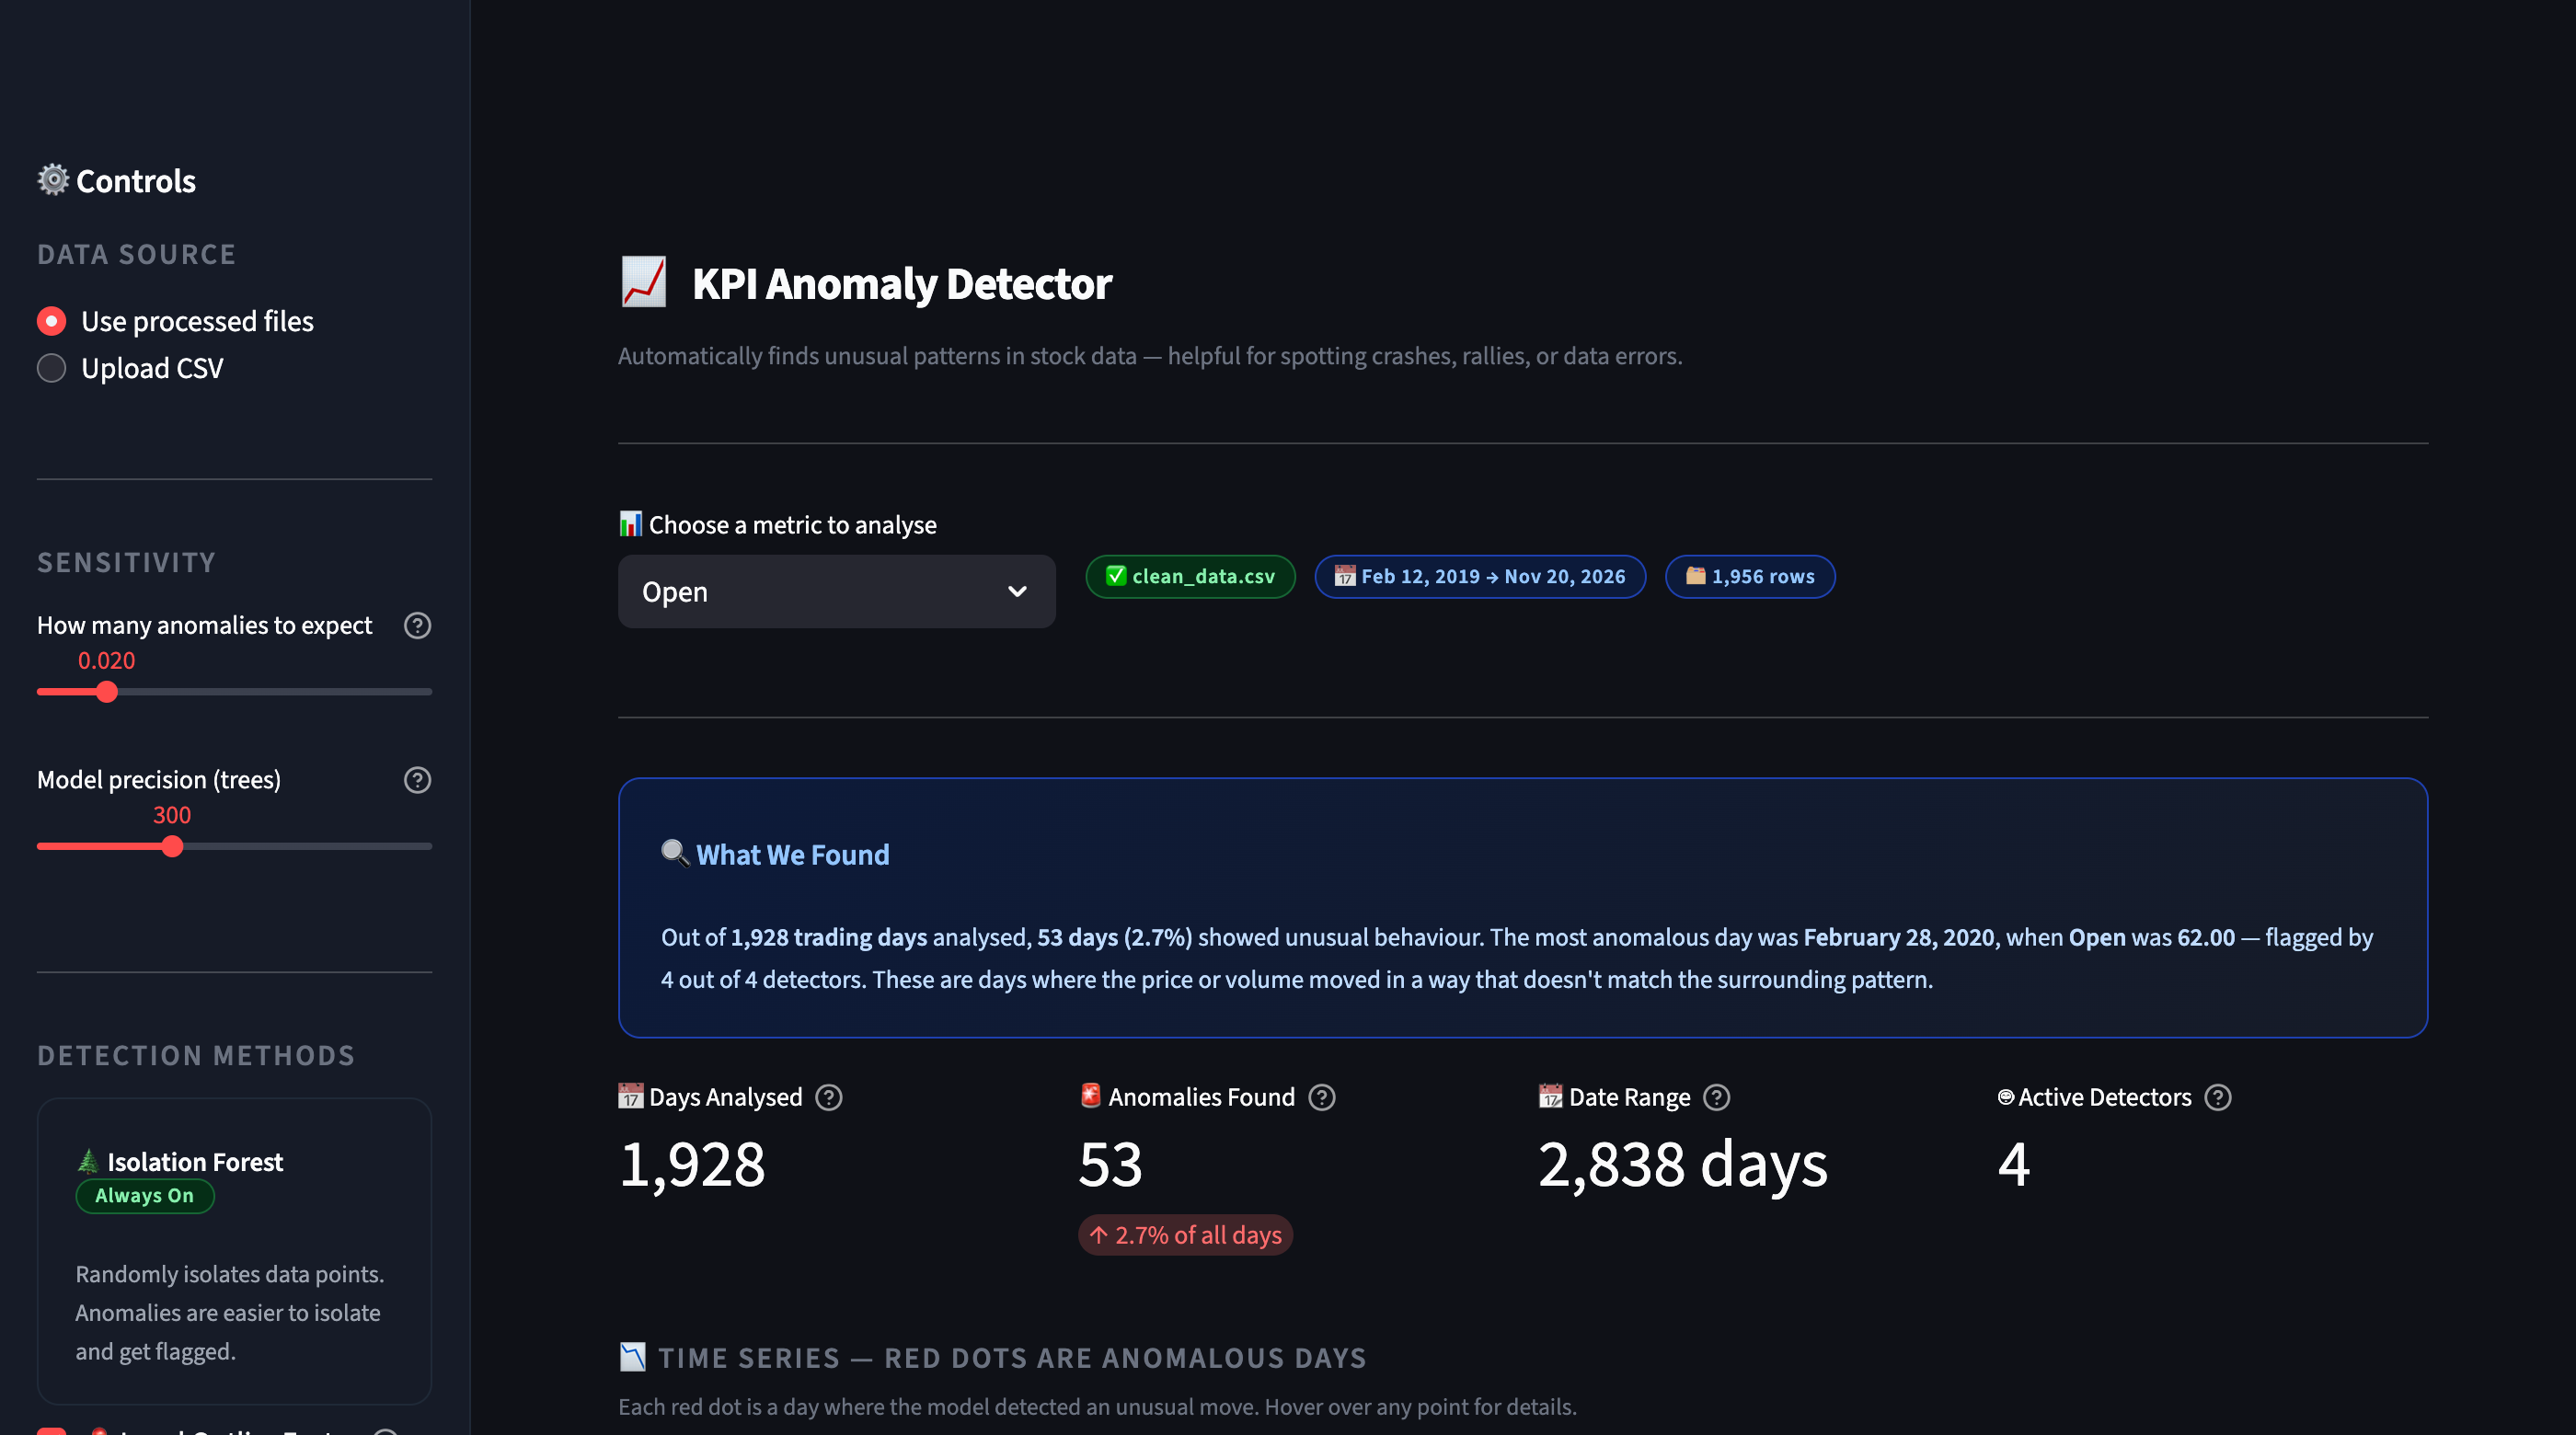 Controls
DATA SOURCE
Use processed files
Upload CSV
SENSITIVITY
How many anomalies to expect
0.020
Model precision (trees)
300
DETECTION METHODS
Isolation Forest
Always On
Randomly isolates data points.
Anomalies are easier to isolate
and get flagged.
KPI Anomaly Detector
Automatically finds unusual patterns in stock data — helpful for spotting crashes, rallies, or data errors.
Choose a metric to analyse
Open
clean_data.csv
Feb 12, 2019 → Nov 20, 2026
1,956 rows
What We Found
Out of 1,928 trading days analysed, 53 days (2.7%) showed unusual behaviour. The most anomalous day was February 28, 2020, when Open was 62.00 — flagged by
4 out of 4 detectors. These are days where the price or volume moved in a way that doesn't match the surrounding pattern.
Days Analysed
1,928
Anomalies Found
53
↑ 2.7% of all days
Date Range
2,838 days
Active Detectors
4
TIME SERIES — RED DOTS ARE ANOMALOUS DAYS
Each red dot is a day where the model detected an unusual move. Hover over any point for details.